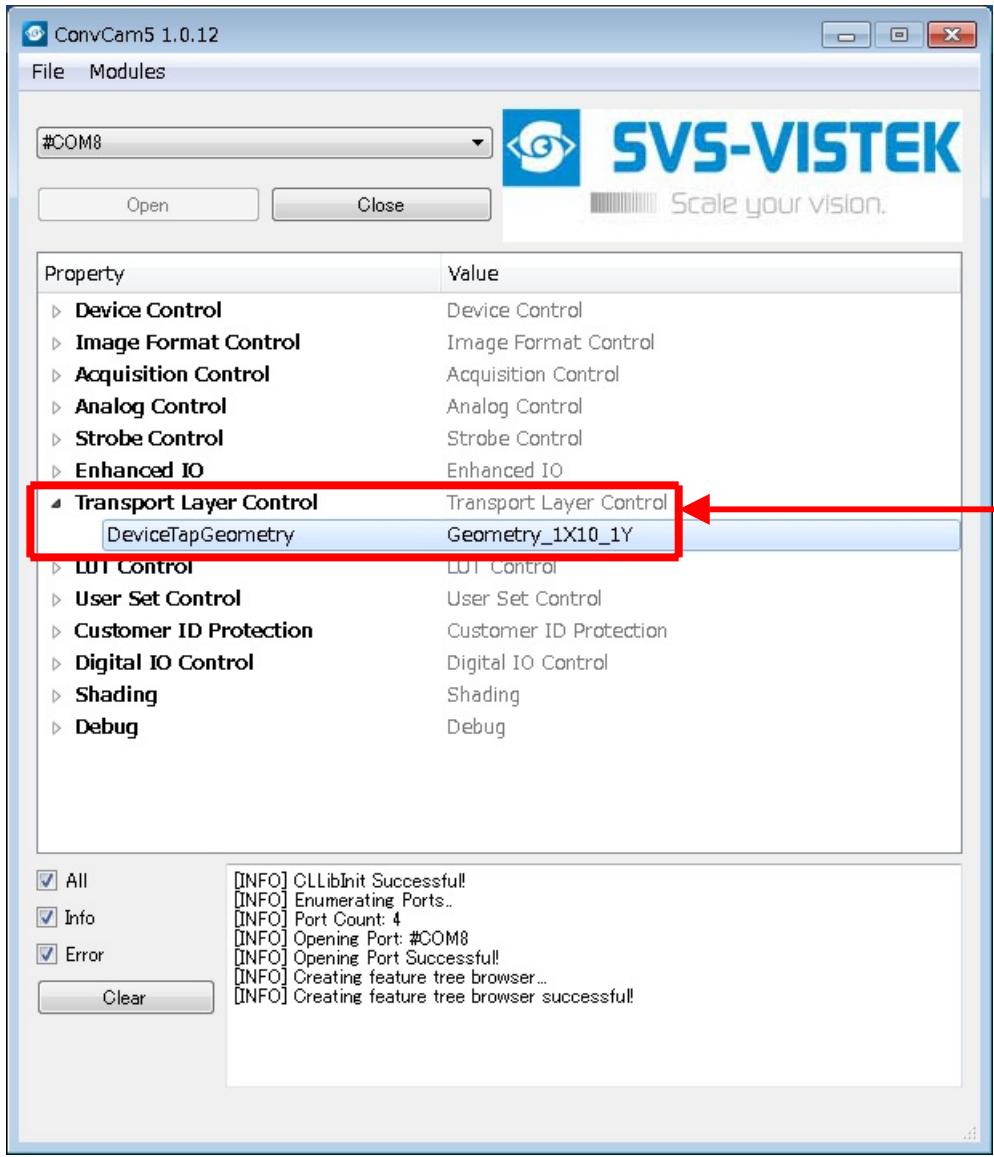 ConvCam5 1.0.12
File Modules
#COM8
Open Close
SVS-VISTEK
Scale your vision.
Property Value
Device Control Device Control
Image Format Control Image Format Control
Acquisition Control Acquisition Control
Analog Control Analog Control
Strobe Control Strobe Control
Enhanced IO Enhanced IO
Transport Layer Control Transport Layer Control
DeviceTapGeometry Geometry_1X10_1Y
LUT Control LUT Control
User Set Control User Set Control
Customer ID Protection Customer ID Protection
Digital IO Control Digital IO Control
Shading Shading
Debug Debug
All
Info
Error
Clear
[INFO] CLLibInit Successful!
[INFO] Enumerating Ports..
[INFO] Port Count: 4
[INFO] Opening Port: #COM8
[INFO] Opening Port Successful!
[INFO] Creating feature tree browser...
[INFO] Creating feature tree browser successful!